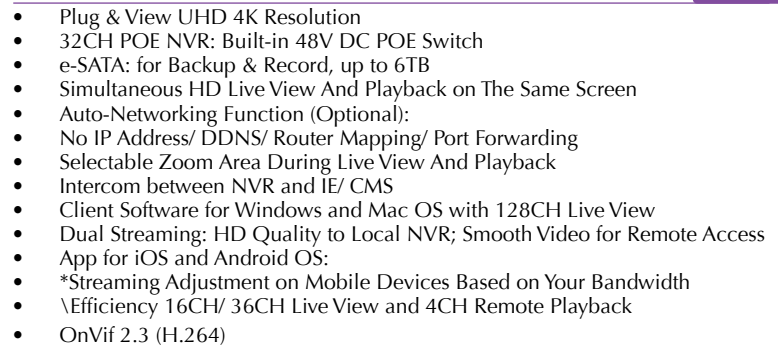 • Plug & View UHD 4K Resolution
• 32CH POE NVR: Built-in 48V DC POE Switch
• e-SATA: for Backup & Record, up to 6TB
• Simultaneous HD Live View And Playback on The Same Screen
• Auto-Networking Function (Optional):
• No IP Address/ DDNS/ Router Mapping/ Port Forwarding
• Selectable Zoom Area During Live View And Playback
• Intercom between NVR and IE/ CMS
• Client Software for Windows and Mac OS with 128CH Live View
• Dual Streaming: HD Quality to Local NVR; Smooth Video for Remote Access
• App for iOS and Android OS:
• *Streaming Adjustment on Mobile Devices Based on Your Bandwidth
• \Efficiency 16CH/ 36CH Live View and 4CH Remote Playback
• OnVif 2.3 (H.264)